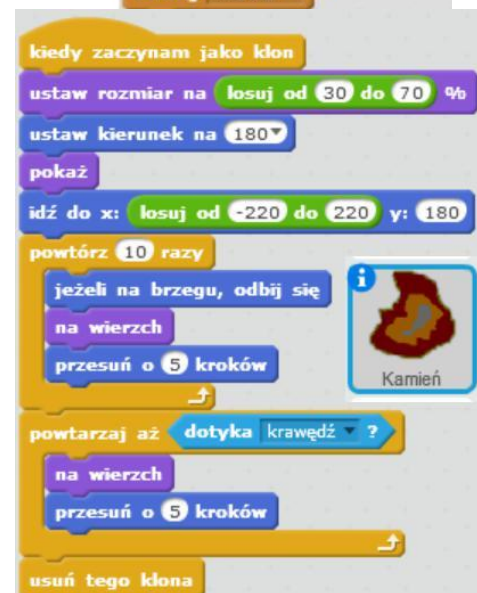 kiedy zaczynam jako klon
ustaw rozmiar na losuj od 30 do 70 %
ustaw kierunek na 180
pokaż
idź do x: losuj od -220 do 220 y: 180
powtórz 10 razy
jeżeli na brzegu, odbij się
na wierzch
przesuń o 5 kroków
i
Kamień
powtarzaj aż dotyka krawędź ?
na wierzch
przesuń o 5 kroków
usuń tego klona